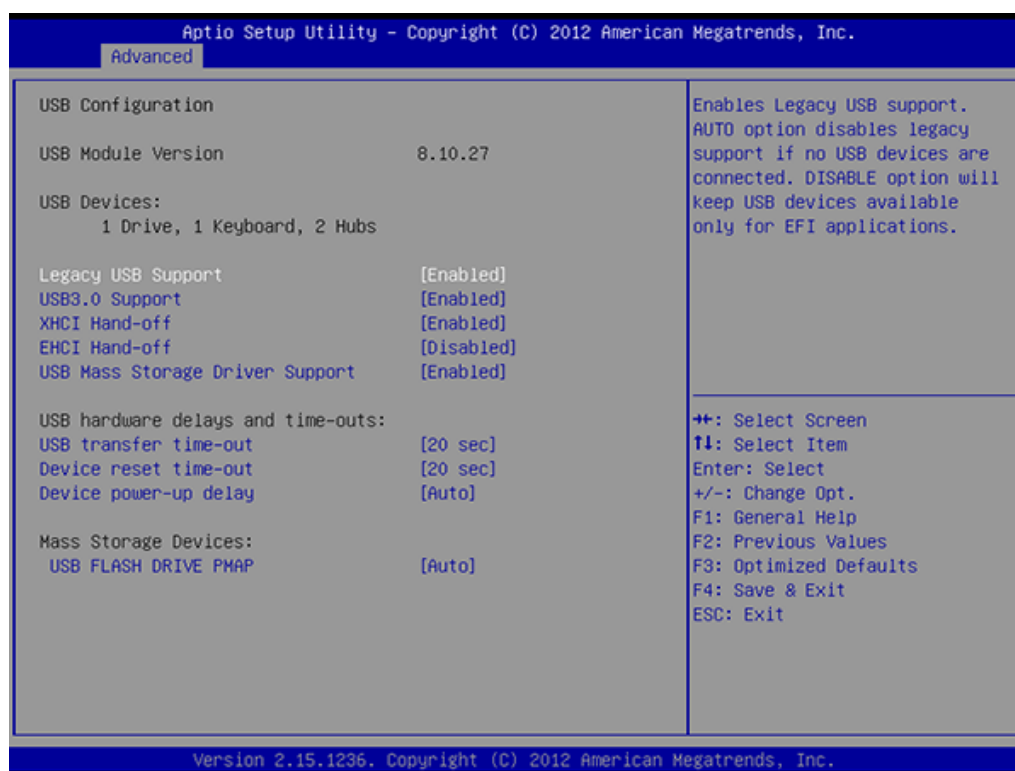 Aptio Setup Utility – Copyright (C) 2012 American Megatrends, Inc.
Advanced
USB Configuration
USB Module Version 8.10.27
USB Devices:
1 Drive, 1 Keyboard, 2 Hubs
Legacy USB Support [Enabled]
USB3.0 Support [Enabled]
XHCI Hand-off [Enabled]
EHCI Hand-off [Disabled]
USB Mass Storage Driver Support [Enabled]
USB hardware delays and time-outs:
USB transfer time-out [20 sec]
Device reset time-out [20 sec]
Device power-up delay [Auto]
Mass Storage Devices:
USB FLASH DRIVE PMAP [Auto]
Enables Legacy USB support.
AUTO option disables legacy
support if no USB devices are
connected. DISABLE option will
keep USB devices available
only for EFI applications.
→←: Select Screen
↑↓: Select Item
Enter: Select
+/-: Change Opt.
F1: General Help
F2: Previous Values
F3: Optimized Defaults
F4: Save & Exit
ESC: Exit
Version 2.15.1236. Copyright (C) 2012 American Megatrends, Inc.